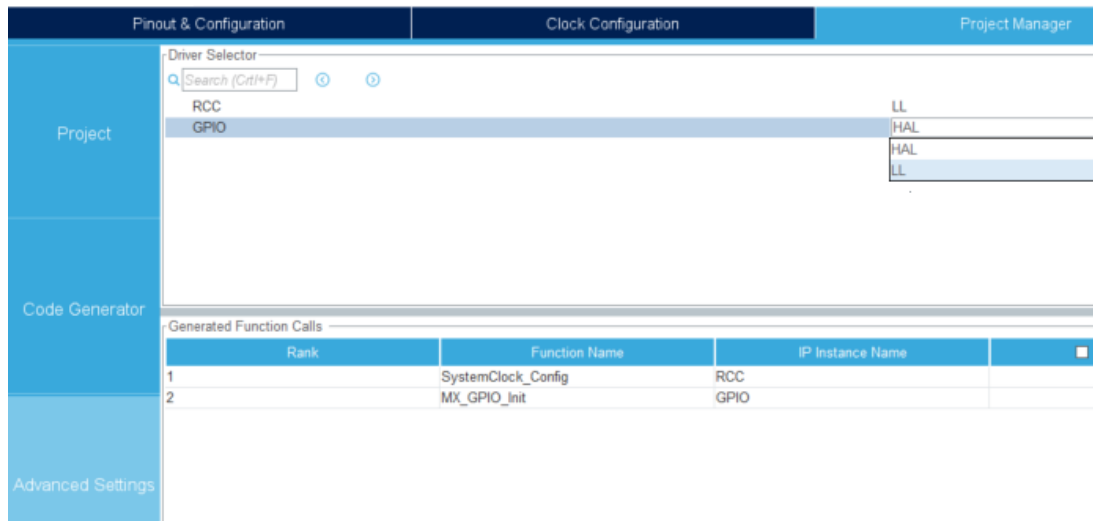 Pinout & Configuration Clock Configuration Project Manager
Project
Code Generator
Advanced Settings
Driver Selector
Search (Crtl+F)
RCC LL
GPIO HAL
HAL
LL
Generated Function Calls
Rank Function Name IP Instance Name
1 SystemClock_Config RCC
2 MX_GPIO_Init GPIO